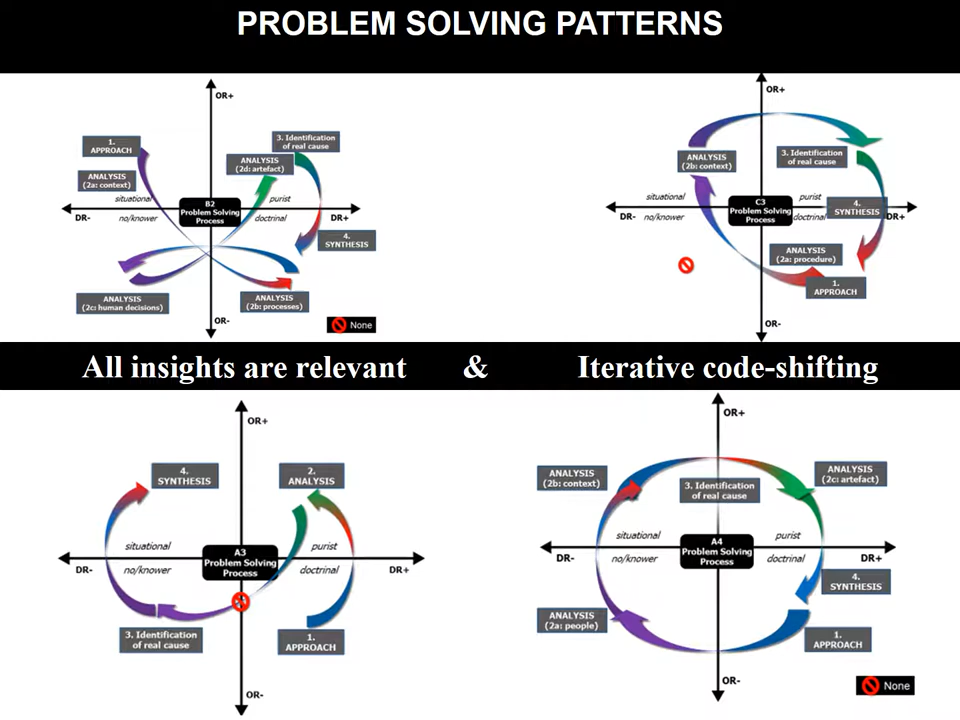 PROBLEM SOLVING PATTERNS
OR+
1.
APPROACH
ANALYSIS
(2a: context)
3. Identification
of real cause
ANALYSIS
(2d: artefact)
situational
purist
B2
Problem Solving
Process
DR-
no/knower
doctrinal
DR+
4.
SYNTHESIS
ANALYSIS
(2c: human decisions)
ANALYSIS
(2b: processes)
OR-
None
OR+
ANALYSIS
(2b: context)
3. Identification
of real cause
situational
purist
C3
Problem Solving
Process
4.
SYNTHESIS
DR-
no/knower
doctrinal
DR+
ANALYSIS
(2a: procedure)
1.
APPROACH
OR-
All insights are relevant & Iterative code-shifting
OR+
4.
SYNTHESIS
2.
ANALYSIS
situational
purist
A3
Problem Solving
Process
DR-
no/knower
doctrinal
DR+
3. Identification
of real cause
1.
APPROACH
OR-
OR+
ANALYSIS
(2b: context)
3. Identification
of real cause
ANALYSIS
(2c: artefact)
situational
purist
A4
Problem Solving
Process
DR-
no/knower
doctrinal
DR+
4.
SYNTHESIS
ANALYSIS
(2a: people)
1.
APPROACH
OR-
None